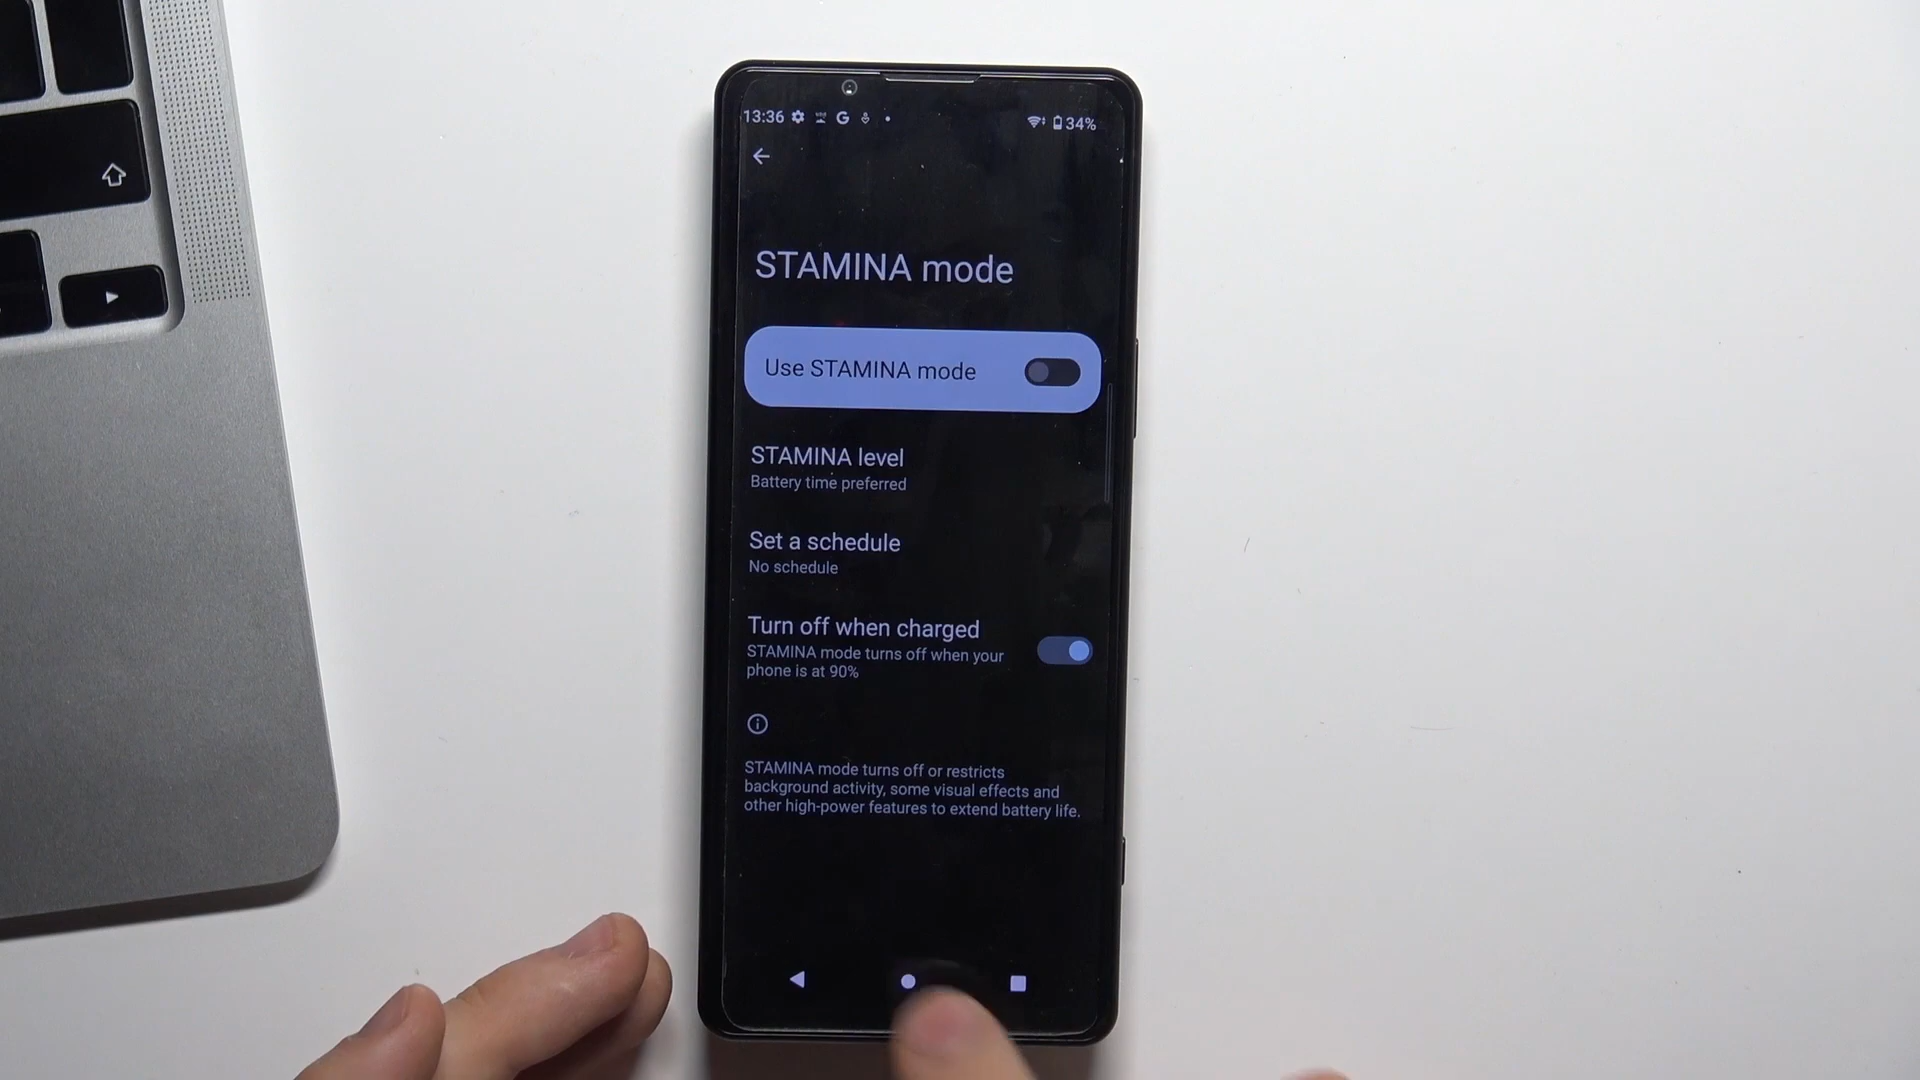 13:36 G 34%
STAMINA mode
Use STAMINA mode
STAMINA level
Battery time preferred
Set a schedule
No schedule
Turn off when charged
STAMINA mode turns off when your
phone is at 90%
STAMINA mode turns off or restricts
background activity, some visual effects and
other high-power features to extend battery life.